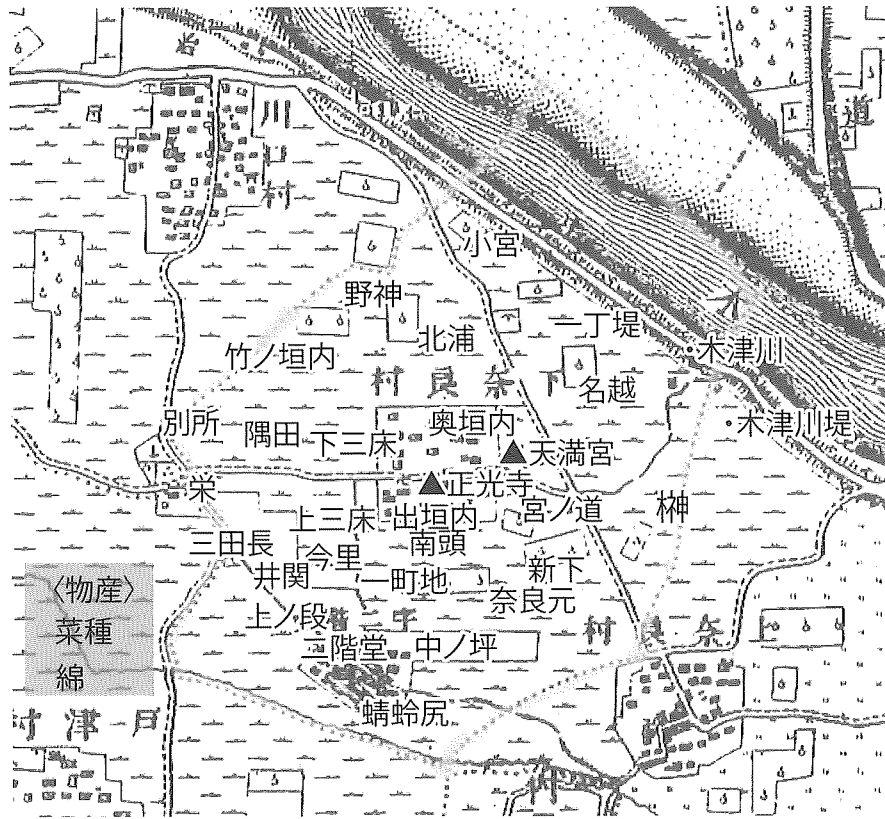 川口村
小宮
野神
北浦
一丁堤
木津川
竹ノ垣内
名越
村良奈下
木津川堤
別所
隅田
下三床
奥垣内
天満宮
栄
正光寺
上三床
出垣内
宮ノ道
榊
三田長
今里
南頭
井関
一町地
新下
奈良元
上ノ段
村良奈上
二階堂
中ノ坪
蜻蛉尻
〈物産〉
菜種
綿
村津戸
道